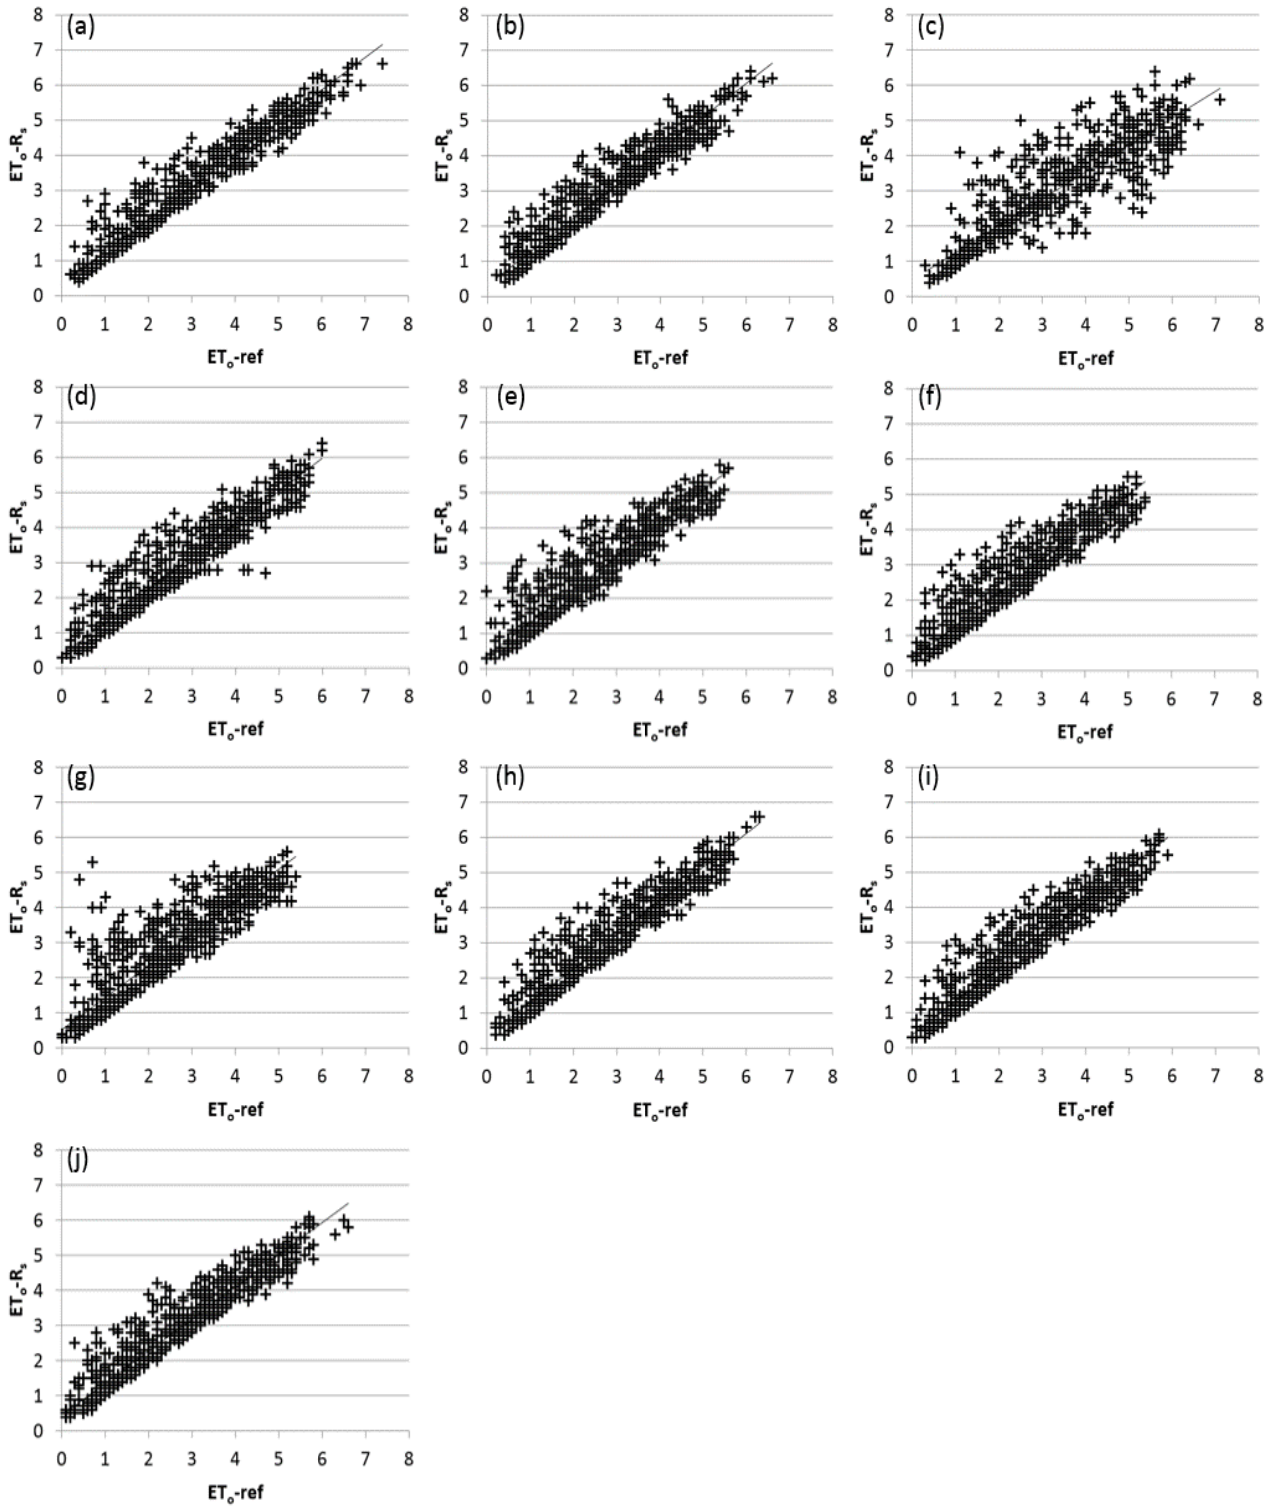 (a) (b) (c)
8 8 8
7 7 7
6 6 6
5 5 5
4 4 4
3 3 3
2 2 2
1 1 1
0 0 0
ETo-Rs ETo-Rs ETo-Rs
0 1 2 3 4 5 6 7 8 0 1 2 3 4 5 6 7 8 0 1 2 3 4 5 6 7 8
ETo-ref ETo-ref ETo-ref
(d) (e) (f)
8 8 8
7 7 7
6 6 6
5 5 5
4 4 4
3 3 3
2 2 2
1 1 1
0 0 0
ETo-Rs ETo-Rs ETo-Rs
0 1 2 3 4 5 6 7 8 0 1 2 3 4 5 6 7 8 0 1 2 3 4 5 6 7 8
ETo-ref ETo-ref ETo-ref
(g) (h) (i)
8 8 8
7 7 7
6 6 6
5 5 5
4 4 4
3 3 3
2 2 2
1 1 1
0 0 0
ETo-Rs ETo-Rs ETo-Rs
0 1 2 3 4 5 6 7 8 0 1 2 3 4 5 6 7 8 0 1 2 3 4 5 6 7 8
ETo-ref ETo-ref ETo-ref
(j)
8
7
6
5
4
3
2
1
0
ETo-Rs
0 1 2 3 4 5 6 7 8
ETo-ref